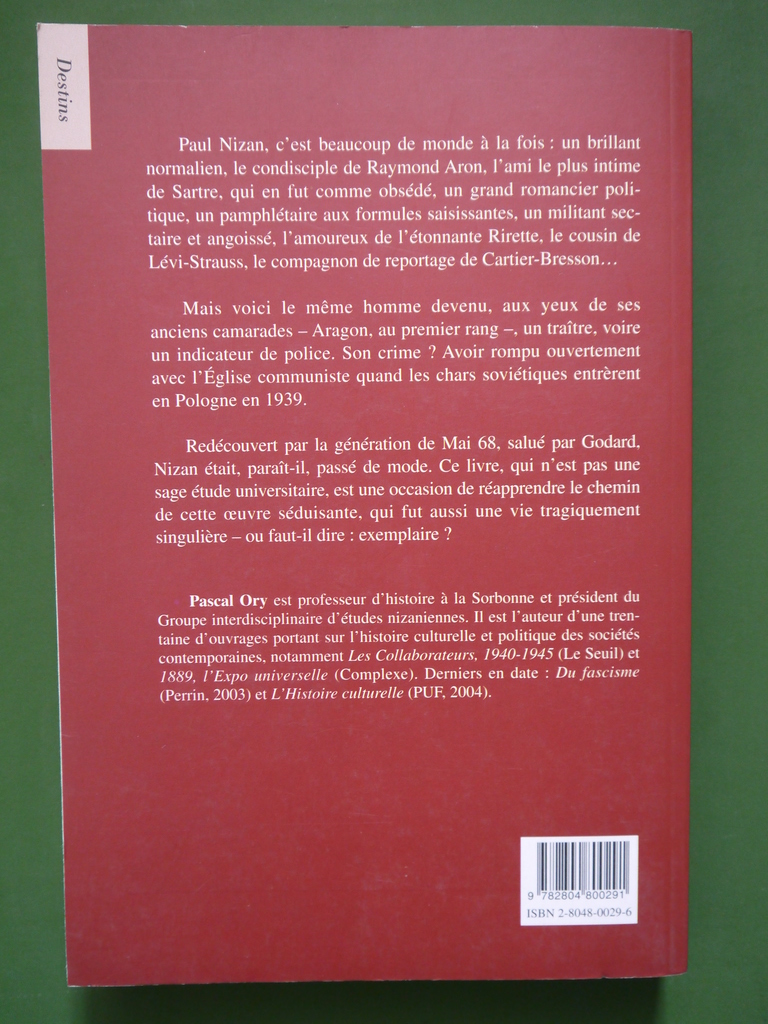 Destins
Paul Nizan, c'est beaucoup de monde à la fois : un brillant
normalien, le condisciple de Raymond Aron, l'ami le plus intime
de Sartre, qui en fut comme obsédé, un grand romancier poli-
tique, un pamphlétaire aux formules saisissantes, un militant sec-
taire et angoissé, l'amoureux de l'étonnante Rirette, le cousin de
Lévi-Strauss, le compagnon de reportage de Cartier-Bresson…
Mais voici le même homme devenu, aux yeux de ses
anciens camarades – Aragon, au premier rang –, un traître, voire
un indicateur de police. Son crime ? Avoir rompu ouvertement
avec l'Église communiste quand les chars soviétiques entrèrent
en Pologne en 1939.
Redécouvert par la génération de Mai 68, salué par Godard,
Nizan était, paraît-il, passé de mode. Ce livre, qui n'est pas une
sage étude universitaire, est une occasion de réapprendre le chemin
de cette œuvre séduisante, qui fut aussi une vie tragiquement
singulière – ou faut-il dire : exemplaire ?
Pascal Ory est professeur d'histoire à la Sorbonne et président du
Groupe interdisciplinaire d'études nizaniennes. Il est l'auteur d'une tren-
taine d'ouvrages portant sur l'histoire culturelle et politique des sociétés
contemporaines, notamment Les Collaborateurs, 1940-1945 (Le Seuil) et
1889, l'Expo universelle (Complexe). Derniers en date : Du fascisme
(Perrin, 2003) et L'Histoire culturelle (PUF, 2004).
9 782804 800291
ISBN 2-8048-0029-6